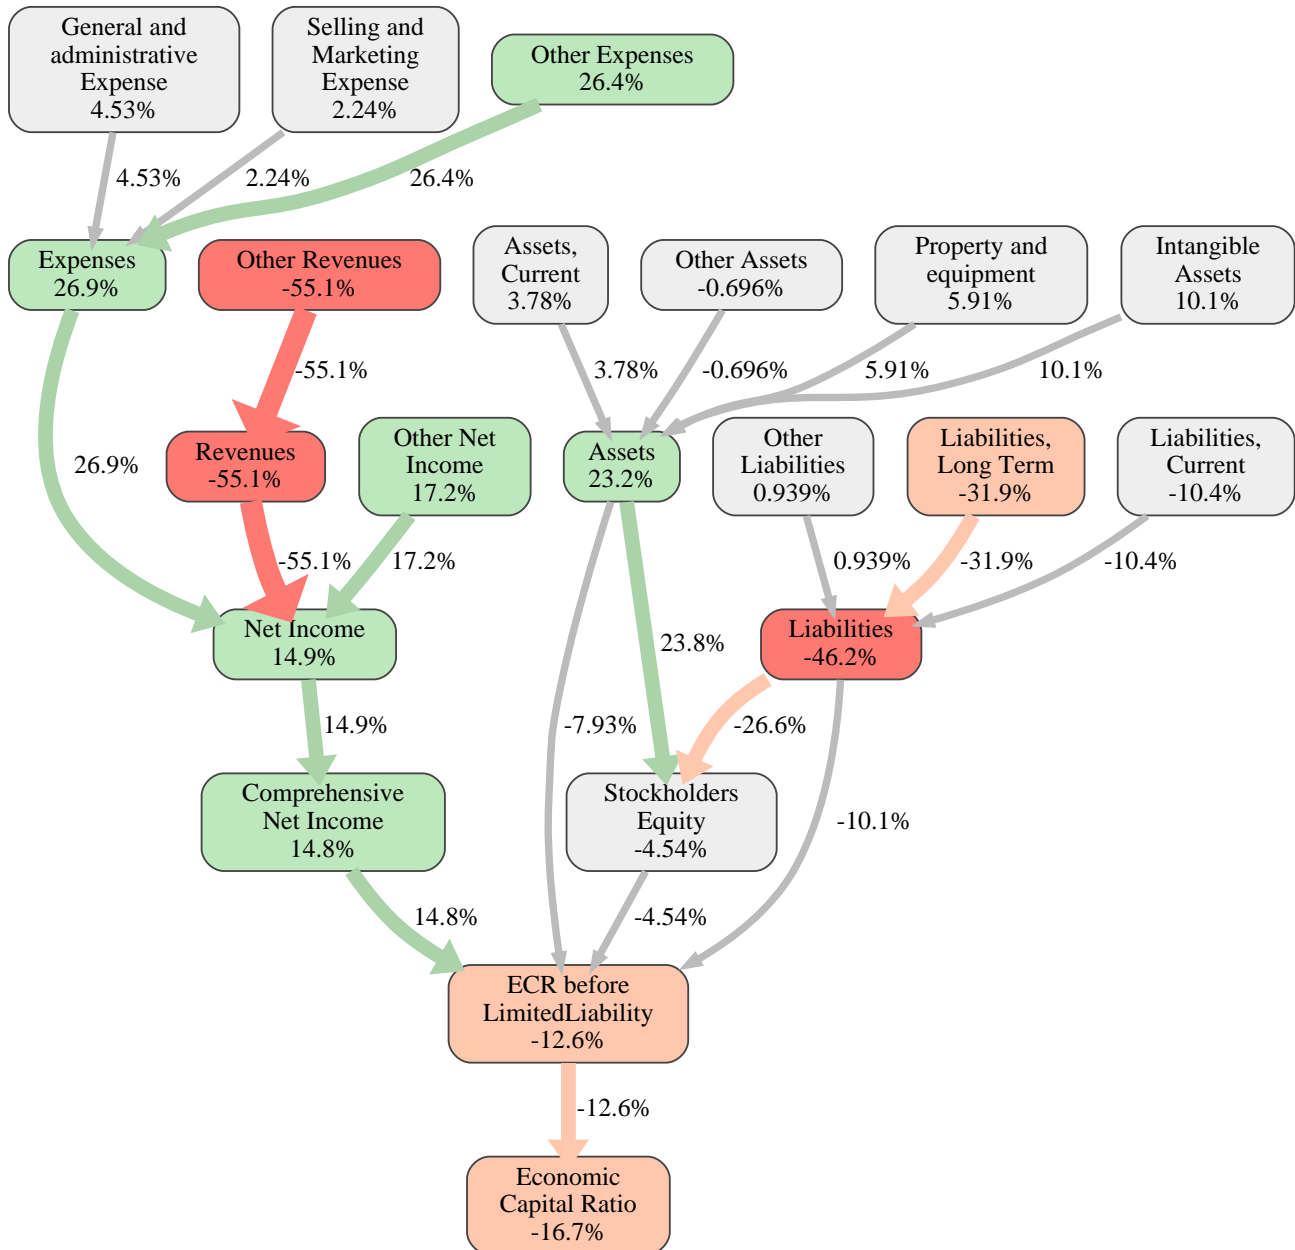 General and
administrative
Expense
4.53%
Selling and
Marketing
Expense
2.24%
Other Expenses
26.4%
4.53%
2.24%
26.4%
Expenses
26.9%
Other Revenues
-55.1%
Assets,
Current
3.78%
Other Assets
-0.696%
Property and
equipment
5.91%
Intangible
Assets
10.1%
-55.1%
3.78%
-0.696%
5.91%
10.1%
26.9%
Revenues
-55.1%
Other Net
Income
17.2%
Assets
23.2%
Other
Liabilities
0.939%
Liabilities,
Long Term
-31.9%
Liabilities,
Current
-10.4%
-55.1%
17.2%
0.939%
-31.9%
-10.4%
Net Income
14.9%
23.8%
Liabilities
-46.2%
14.9%
-7.93%
-26.6%
Comprehensive
Net Income
14.8%
Stockholders
Equity
-4.54%
-10.1%
14.8%
-4.54%
ECR before
LimitedLiability
-12.6%
-12.6%
Economic
Capital Ratio
-16.7%